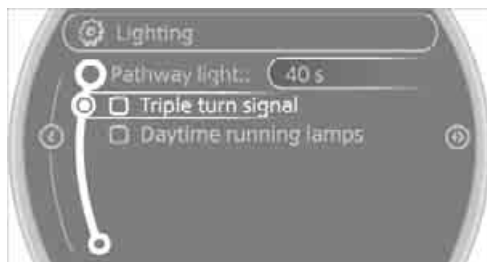 Lighting
Pathway light.: 40 s
Triple turn signal
Daytime running lamps